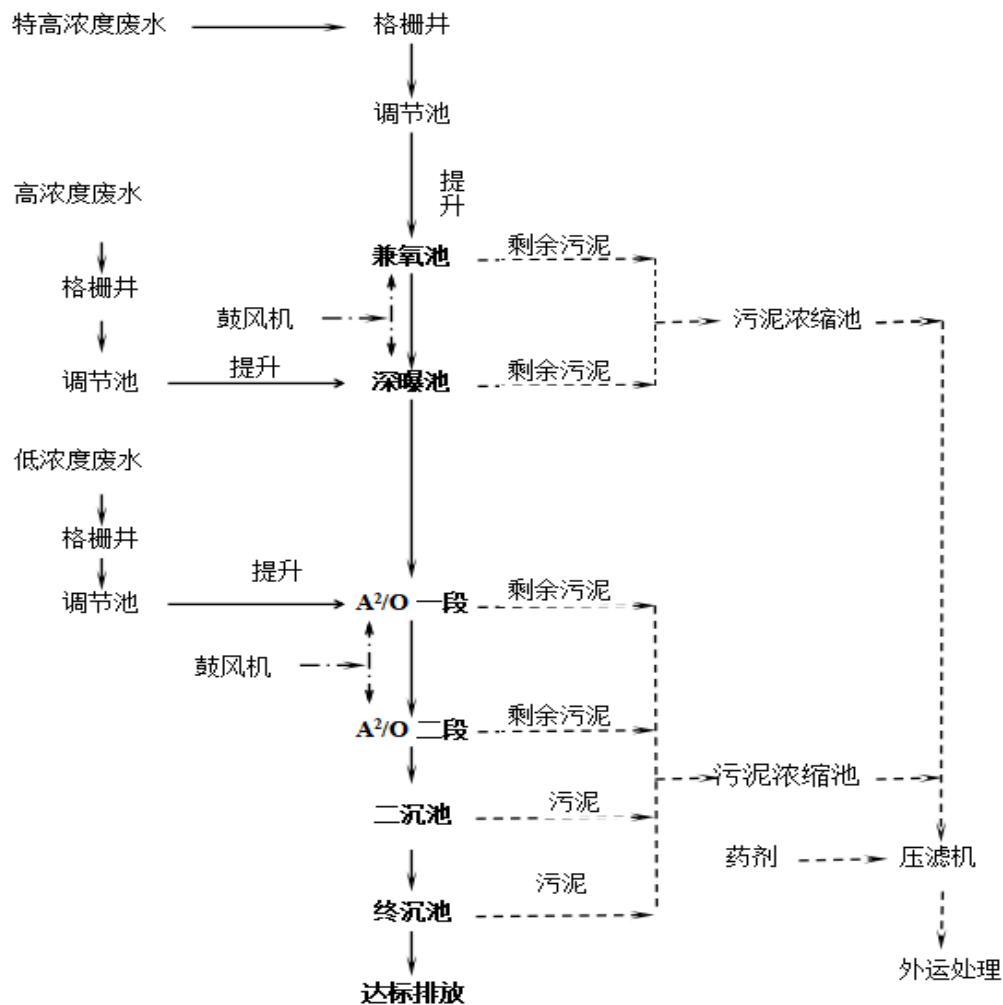 特高浓度废水
格栅井
调节池
提升
高浓度废水
兼氧池
剩余污泥
格栅井
鼓风机
污泥浓缩池
调节池
提升
深曝池
剩余污泥
低浓度废水
格栅井
提升
调节池
A²/O 一段
剩余污泥
鼓风机
A²/O 二段
剩余污泥
污泥浓缩池
二沉池
污泥
药剂
压滤机
终沉池
污泥
外运处理
达标排放